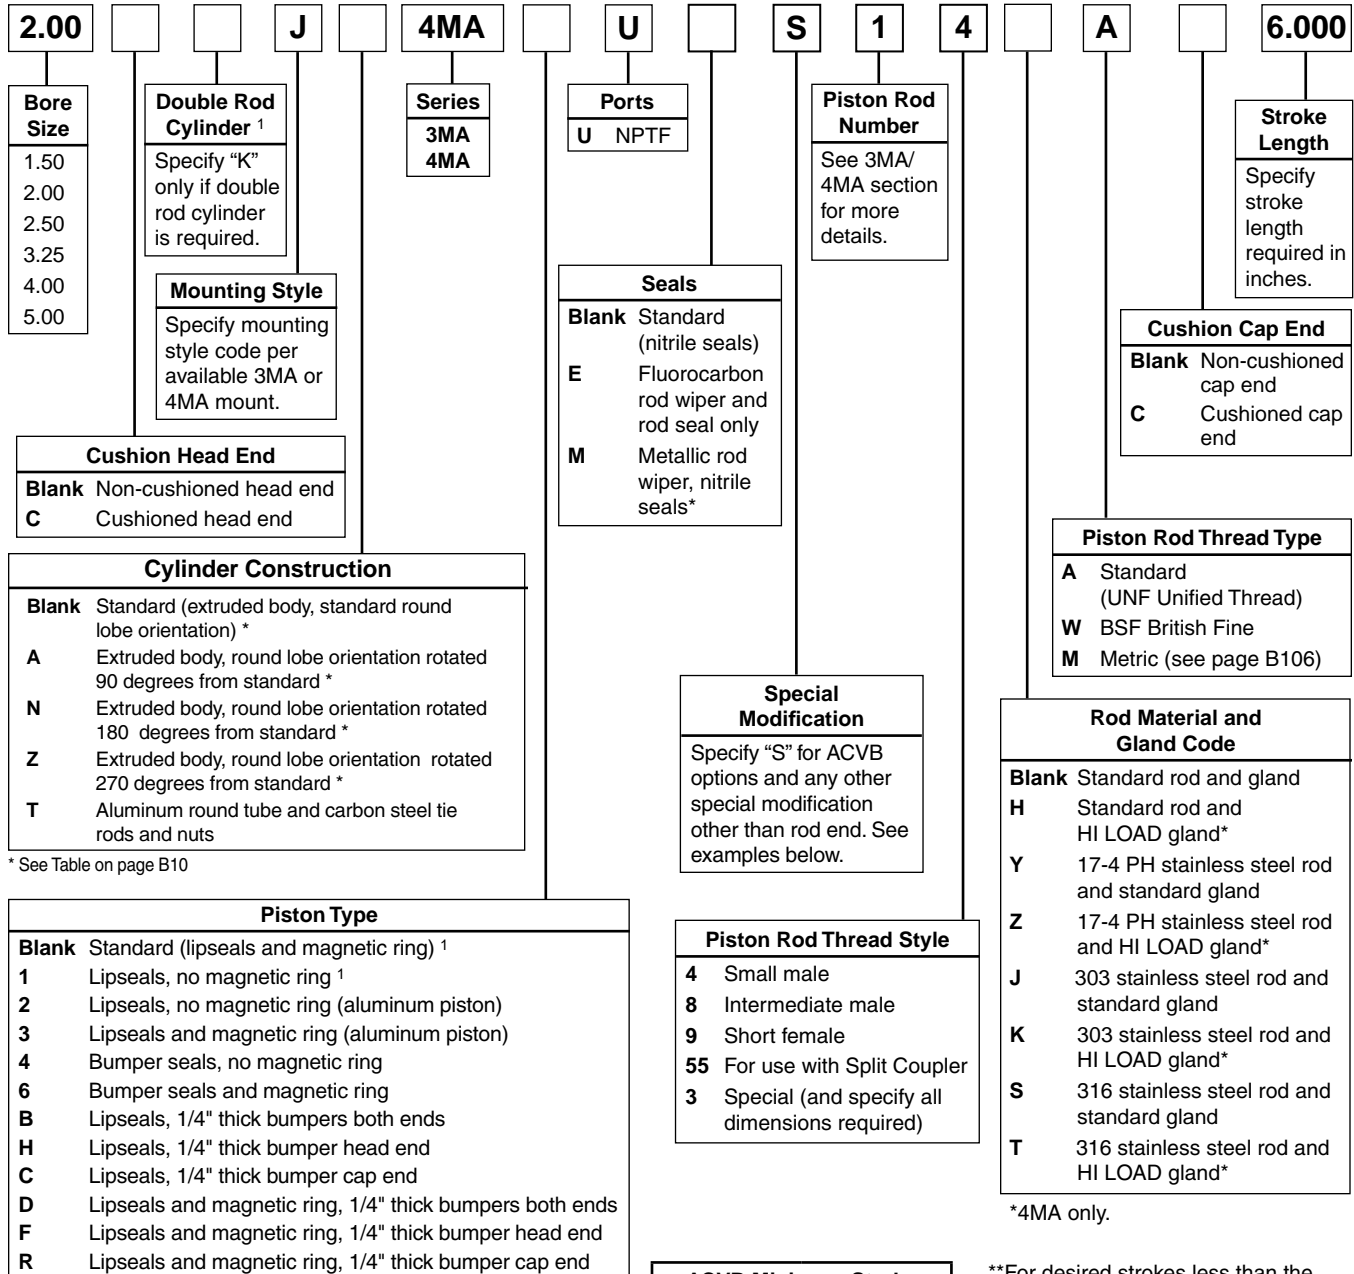 2.00 J 4MA U S 1 4 A 6.000
Bore
Size
1.50
2.00
2.50
3.25
4.00
5.00
Double Rod
Cylinder 1
Specify “K”
only if double
rod cylinder
is required.
Series
3MA
4MA
Ports
U NPTF
Piston Rod
Number
See 3MA/
4MA section
for more
details.
Stroke
Length
Specify
stroke
length
required in
inches.
Mounting Style
Specify mounting
style code per
available 3MA or
4MA mount.
Seals
Blank Standard
(nitrile seals)
E Fluorocarbon
rod wiper and
rod seal only
M Metallic rod
wiper, nitrile
seals*
Cushion Cap End
Blank Non-cushioned
cap end
C Cushioned cap
end
Cushion Head End
Blank Non-cushioned head end
C Cushioned head end
Piston Rod Thread Type
A Standard
(UNF Unified Thread)
W BSF British Fine
M Metric (see page B106)
Cylinder Construction
Blank Standard (extruded body, standard round
lobe orientation) *
A Extruded body, round lobe orientation rotated
90 degrees from standard *
N Extruded body, round lobe orientation rotated
180 degrees from standard *
Z Extruded body, round lobe orientation rotated
270 degrees from standard *
T Aluminum round tube and carbon steel tie
rods and nuts
* See Table on page B10
Special
Modification
Specify “S” for ACVB
options and any other
special modification
other than rod end. See
examples below.
Rod Material and
Gland Code
Blank Standard rod and gland
H Standard rod and
HI LOAD gland*
Y 17-4 PH stainless steel rod
and standard gland
Z 17-4 PH stainless steel rod
and HI LOAD gland*
J 303 stainless steel rod and
standard gland
K 303 stainless steel rod and
HI LOAD gland*
S 316 stainless steel rod and
standard gland
T 316 stainless steel rod and
HI LOAD gland*
*4MA only.
Piston Type
Blank Standard (lipseals and magnetic ring) 1
1 Lipseals, no magnetic ring 1
2 Lipseals, no magnetic ring (aluminum piston)
3 Lipseals and magnetic ring (aluminum piston)
4 Bumper seals, no magnetic ring
6 Bumper seals and magnetic ring
B Lipseals, 1/4" thick bumpers both ends
H Lipseals, 1/4" thick bumper head end
C Lipseals, 1/4" thick bumper cap end
D Lipseals and magnetic ring, 1/4" thick bumpers both ends
F Lipseals and magnetic ring, 1/4" thick bumper head end
R Lipseals and magnetic ring, 1/4" thick bumper cap end
Piston Rod Thread Style
4 Small male
8 Intermediate male
9 Short female
55 For use with Split Coupler
3 Special (and specify all
dimensions required)
**For desired strokes less than the